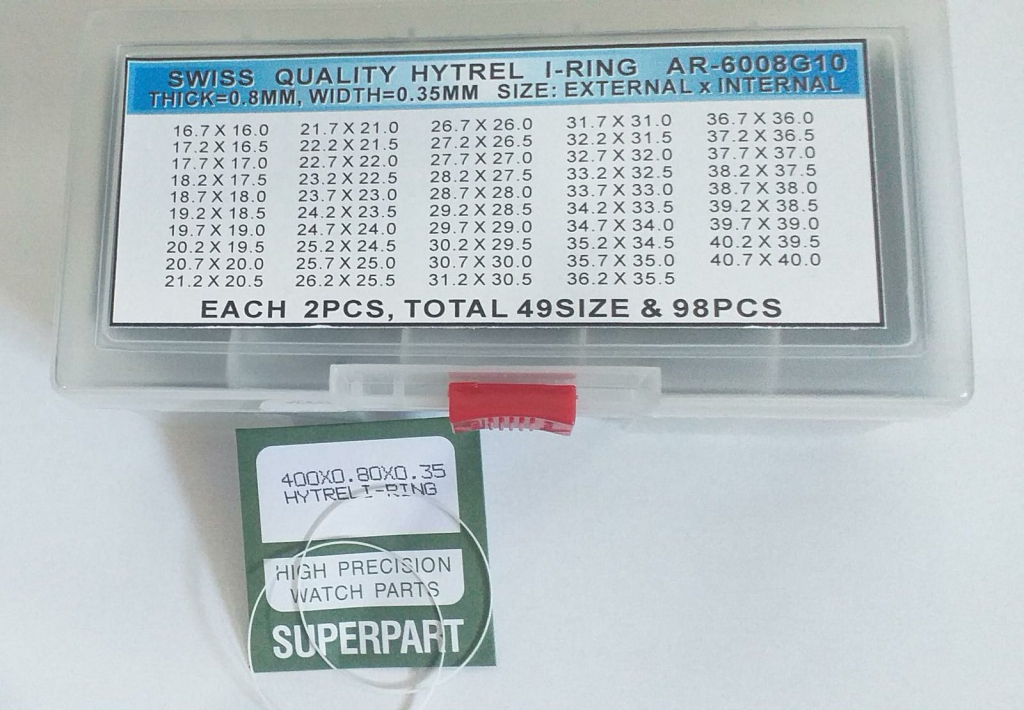 SWISS QUALITY HYTREL I-RING AR-6008G10
THICK=0.8MM, WIDTH=0.35MM SIZE: EXTERNAL x INTERNAL
16.7 X 16.0
17.2 X 16.5
17.7 X 17.0
18.2 X 17.5
18.7 X 18.0
19.2 X 18.5
19.7 X 19.0
20.2 X 19.5
20.7 X 20.0
21.2 X 20.5
21.7 X 21.0
22.2 X 21.5
22.7 X 22.0
23.2 X 22.5
23.7 X 23.0
24.2 X 23.5
24.7 X 24.0
25.2 X 24.5
25.7 X 25.0
26.2 X 25.5
26.7 X 26.0
27.2 X 26.5
27.7 X 27.0
28.2 X 27.5
28.7 X 28.0
29.2 X 28.5
29.7 X 29.0
30.2 X 29.5
30.7 X 30.0
31.2 X 30.5
31.7 X 31.0
32.2 X 31.5
32.7 X 32.0
33.2 X 32.5
33.7 X 33.0
34.2 X 33.5
34.7 X 34.0
35.2 X 34.5
35.7 X 35.0
36.2 X 35.5
36.7 X 36.0
37.2 X 36.5
37.7 X 37.0
38.2 X 37.5
38.7 X 38.0
39.2 X 38.5
39.7 X 39.0
40.2 X 39.5
40.7 X 40.0
EACH 2PCS, TOTAL 49SIZE & 98PCS
400X0.80X0.35
HYTREL I-RING
HIGH PRECISION
WATCH PARTS
SUPERPART